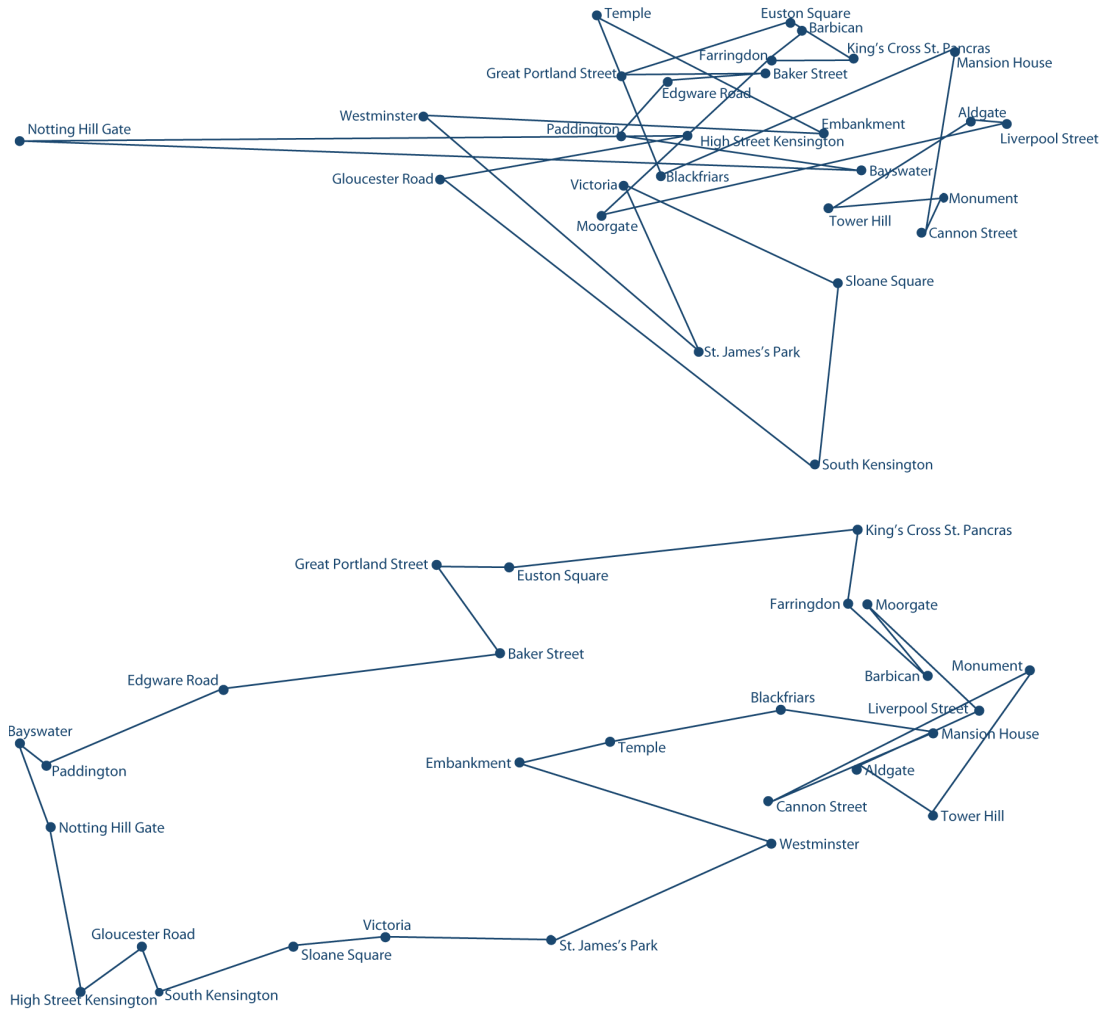 Temple
Euston Square
Barbican
Farringdon
King's Cross St. Pancras
Mansion House
Great Portland Street
Baker Street
Edgware Road
Westminster
Aldgate
Notting Hill Gate
Paddington
Embankment
High Street Kensington
Liverpool Street
Gloucester Road
Victoria
Blackfriars
Bayswater
Moorgate
Tower Hill
Monument
Cannon Street
Sloane Square
St. James's Park
South Kensington
King's Cross St. Pancras
Great Portland Street
Euston Square
Farringdon
Moorgate
Baker Street
Barbican
Monument
Edgware Road
Blackfriars
Liverpool Street
Bayswater
Mansion House
Temple
Paddington
Embankment
Aldgate
Cannon Street
Tower Hill
Notting Hill Gate
Westminster
Victoria
Gloucester Road
Sloane Square
St. James's Park
High Street Kensington
South Kensington